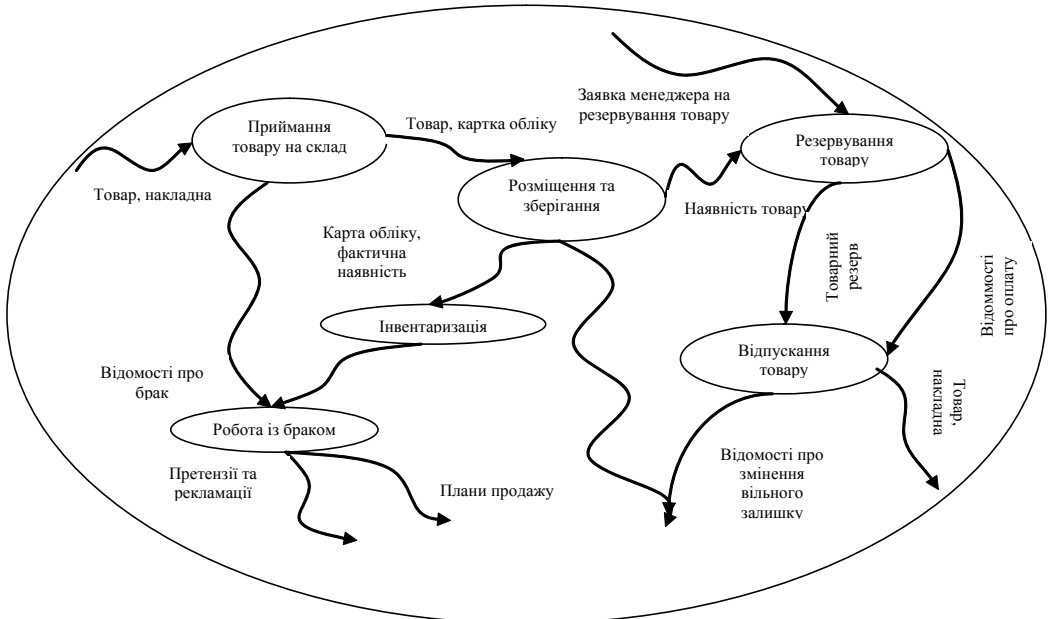 Заявка менеджера на
резервування товару
Приймання
товару на склад
Товар, картка обліку
Резервування
товару
Товар, накладна
Розміщення та
зберігання
Наявність товару
Карта обліку,
фактична
наявність
Товарний
резерв
Відоммості
про оплату
Інвентаризація
Відпускання
товару
Відомості про
брак
Товар,
накладна
Робота із браком
Претензії та
рекламації
Плани продажу
Відомості про
змінення
вільного
залишку